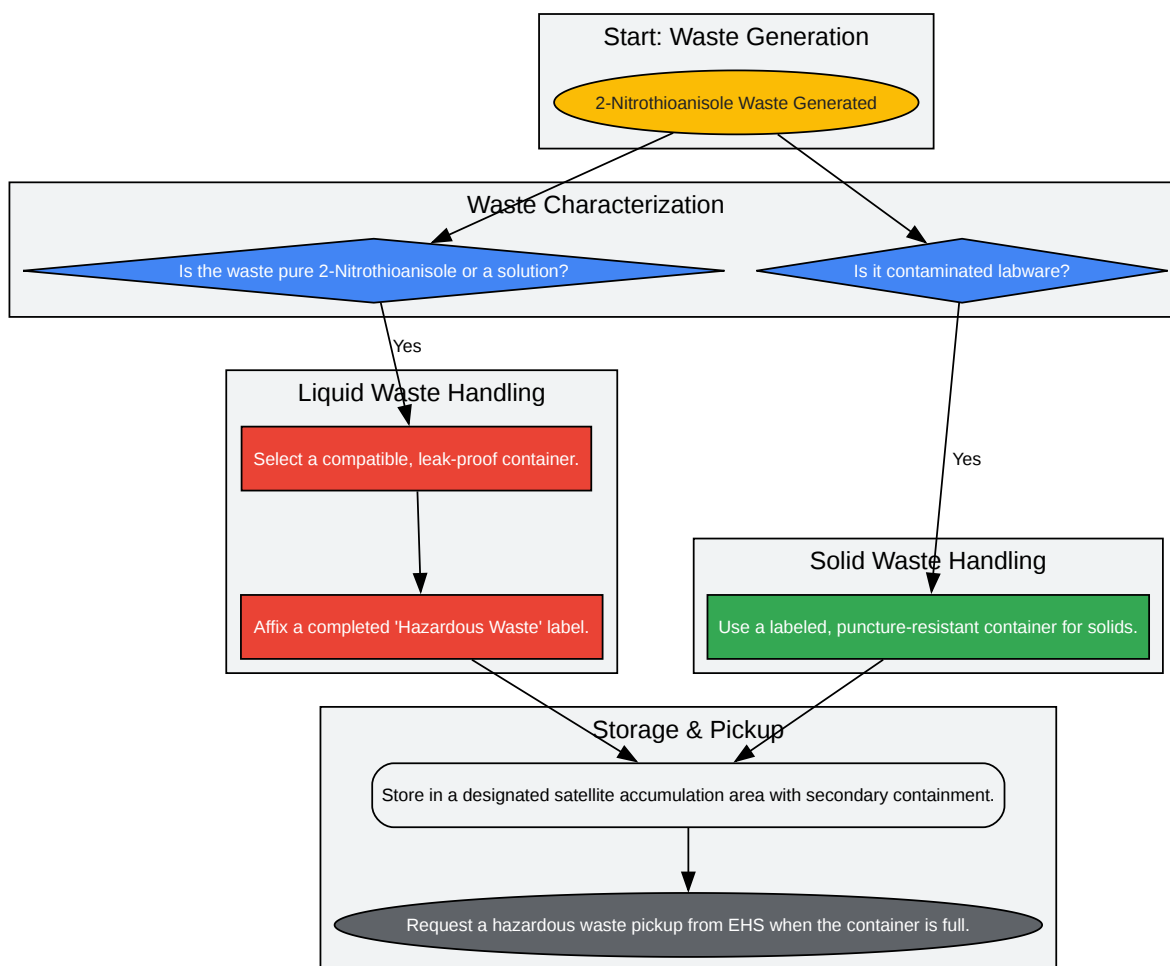 Start: Waste Generation
2-Nitrothioanisole Waste Generated
Waste Characterization
Is the waste pure 2-Nitrothioanisole or a solution?
Is it contaminated labware?
Yes
Liquid Waste Handling
Select a compatible, leak-proof container.
Yes
Solid Waste Handling
Affix a completed 'Hazardous Waste' label.
Use a labeled, puncture-resistant container for solids.
Storage & Pickup
Store in a designated satellite accumulation area with secondary containment.
Request a hazardous waste pickup from EHS when the container is full.